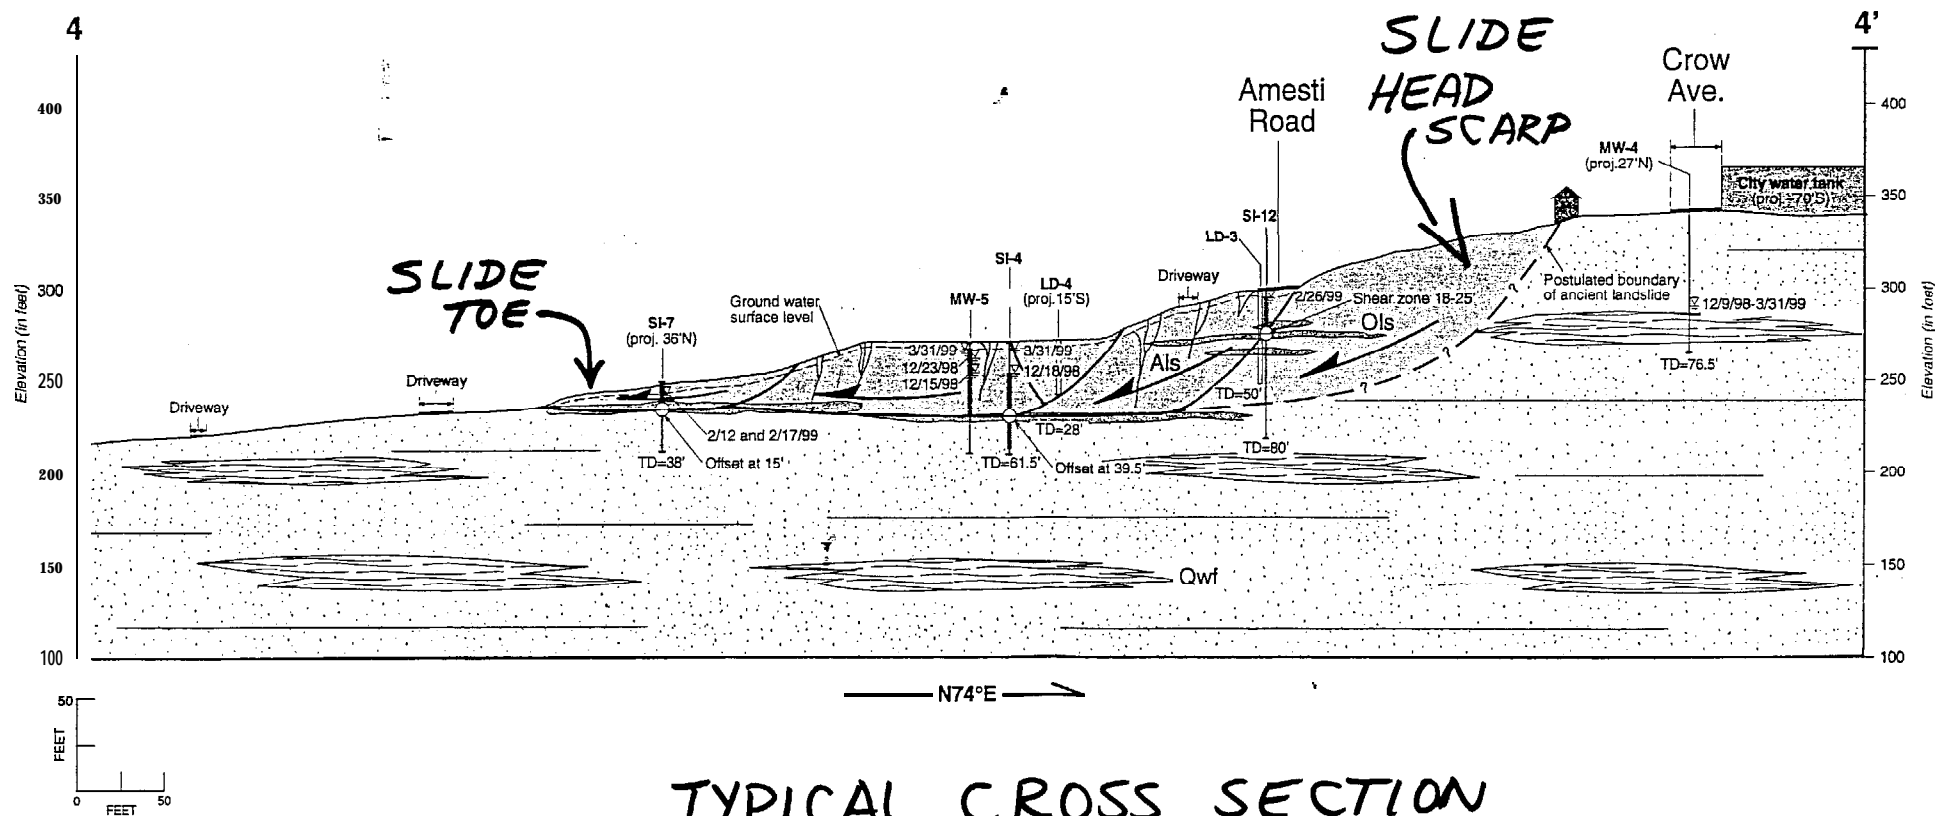 4
4'
SLIDE
HEAD
SCARP
Crow
Ave.
Amesti
Road
MW-4
(proj.27'N)
City water tank
(proj.~70'S)
SI-12
LD-3
SLIDE
TOE
SI-4
LD-4
(proj.15'S)
MW-5
Driveway
Ground water
surface level
SI-7
(proj. 36'N)
2/26/99
Shear zone 18-25'
Postulated boundary
of ancient landslide
12/9/98-3/31/99
Ols
Als
?
?
?
?
3/31/99
12/23/98
12/15/98
3/31/99
12/18/98
TD=76.5'
TD=50'
Driveway
Driveway
2/12 and 2/17/99
TD=38'
Offset at 15'
TD=28'
TD=61.5'
Offset at 39.5'
TD=80'
Qwf
Elevation (in feet)
400
350
300
250
200
150
100
400
350
300
250
200
150
100
Elevation (in feet)
N74°E
50
FEET
0
50
FEET
TYPICAL CROSS SECTION